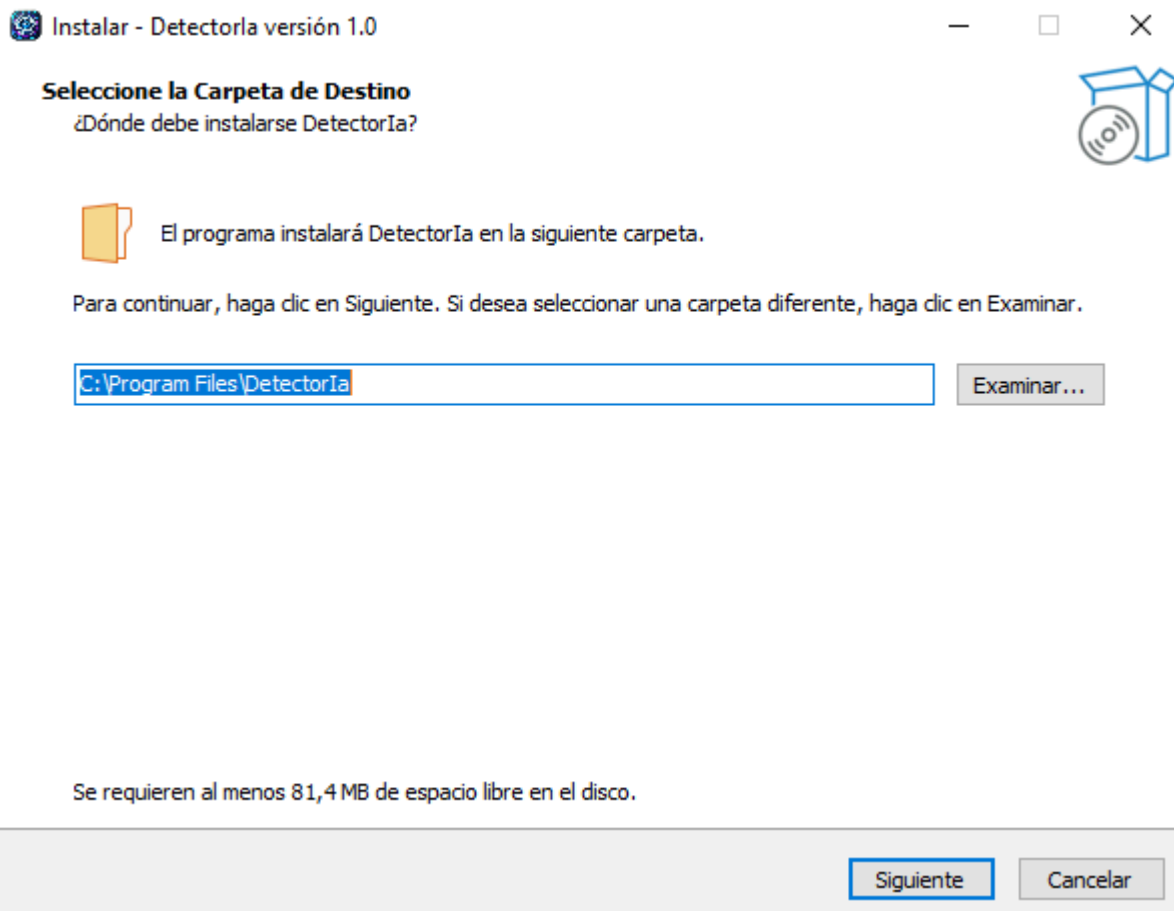 Instalar - DetectorIa versión 1.0
Seleccione la Carpeta de Destino
¿Dónde debe instalarse DetectorIa?
El programa instalará DetectorIa en la siguiente carpeta.
Para continuar, haga clic en Siguiente. Si desea seleccionar una carpeta diferente, haga clic en Examinar.
C:\Program Files\DetectorIa
Examinar...
Se requieren al menos 81,4 MB de espacio libre en el disco.
Siguiente
Cancelar